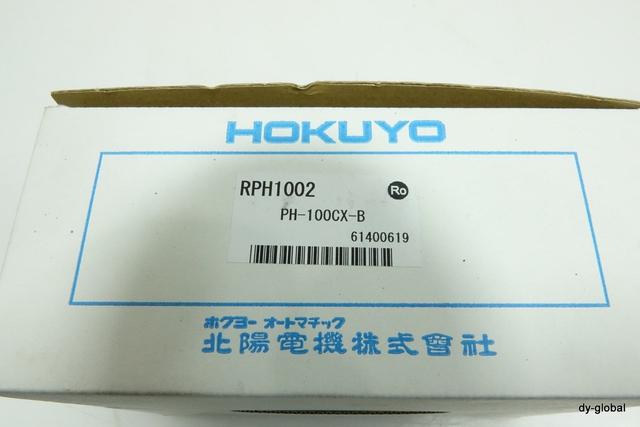 HOKUYO
RPH1002
Ro
PH-100CX-B
61400619
ホクヨー オートマチック
北陽電機株式會社
dy-global